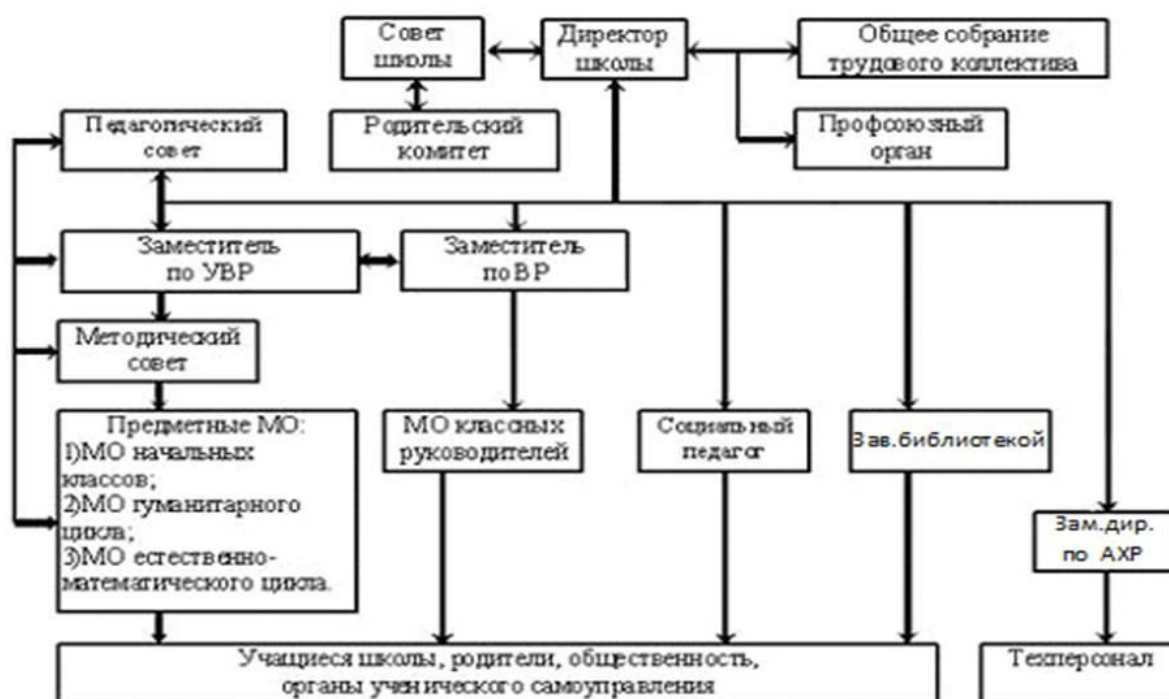 Совет
школы
Директор
школы
Общее собрание
трудового коллектива
Педагогический
совет
Родительский
комитет
Профсоюзный
орган
Заместитель
по УВР
Заместитель
по ВР
Методический
совет
Предметные МО:
1)МО начальных
классов;
2)МО гуманитарного
цикла;
3)МО естественно-
математического цикла.
МО классных
руководителей
Социальный
педагог
Зав.библиотекой
Зам.дир.
по АХР
Учащиеся школы, родители, общественность,
органы ученического самоуправления
Техперсонал